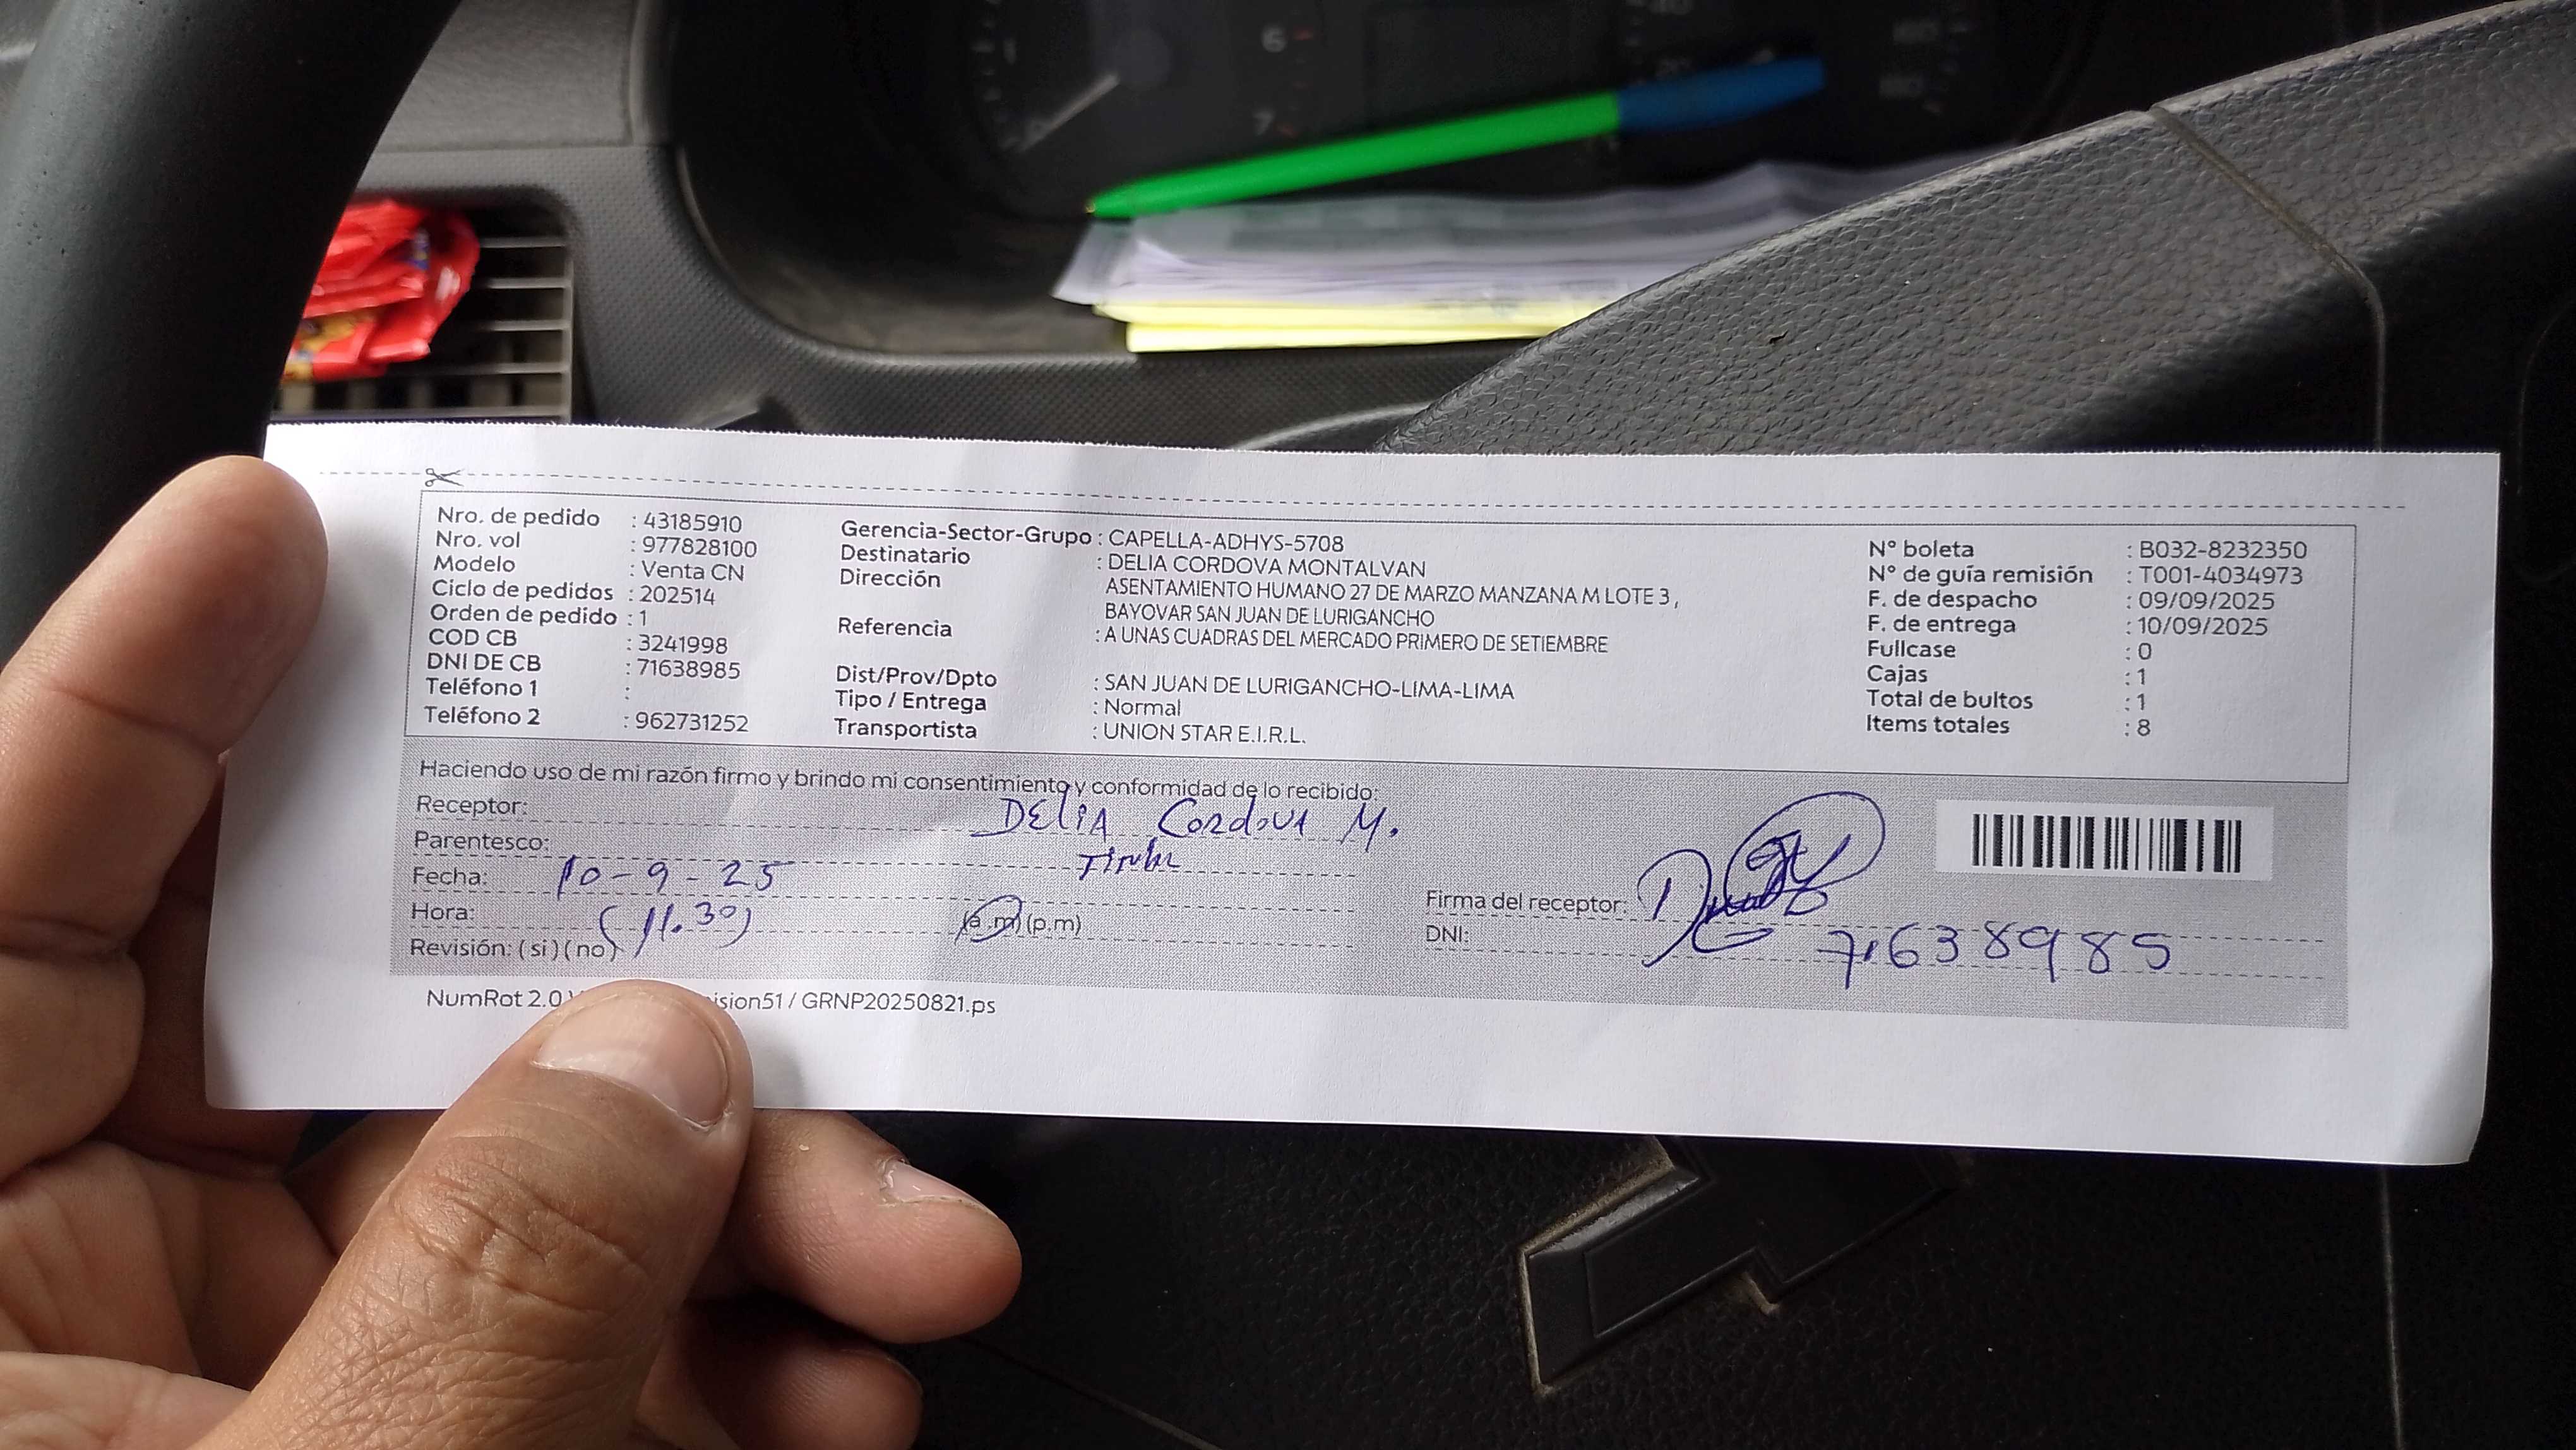 Nro. de pedido : 43185910
Nro. vol : 977828100
Modelo : Venta CN
Ciclo de pedidos : 202514
Orden de pedido : 1
COD CB : 3241998
DNI DE CB : 71638985
Teléfono 1 :
Teléfono 2 : 962731252
Gerencia-Sector-Grupo : CAPELLA-ADHYS-5708
Destinatario : DELIA CORDOVA MONTALVAN
Dirección ASENTAMIENTO HUMANO 27 DE MARZO MANZANA M LOTE 3 ,
BAYOVAR SAN JUAN DE LURIGANCHO
Referencia : A UNAS CUADRAS DEL MERCADO PRIMERO DE SETIEMBRE
Dist/Prov/Dpto : SAN JUAN DE LURIGANCHO-LIMA-LIMA
Tipo / Entrega : Normal
Transportista : UNION STAR E.I.R.L.
N° boleta : B032-8232350
N° de guía remisión : T001-4034973
F. de despacho : 09/09/2025
F. de entrega : 10/09/2025
Fullcase : 0
Cajas : 1
Total de bultos : 1
Items totales : 8
Haciendo uso de mi razón firmo y brindo mi consentimiento y conformidad de lo recibido:
Receptor: DELIA CORDOVA M.
Parentesco: Titular
Fecha: 10-9-25
Hora: (11.30) (a.m) (p.m)
Revisión: (si) (no)
Firma del receptor:
DNI: 71638985
NumRot 2.0 ision51 / GRNP20250821.ps
6
7